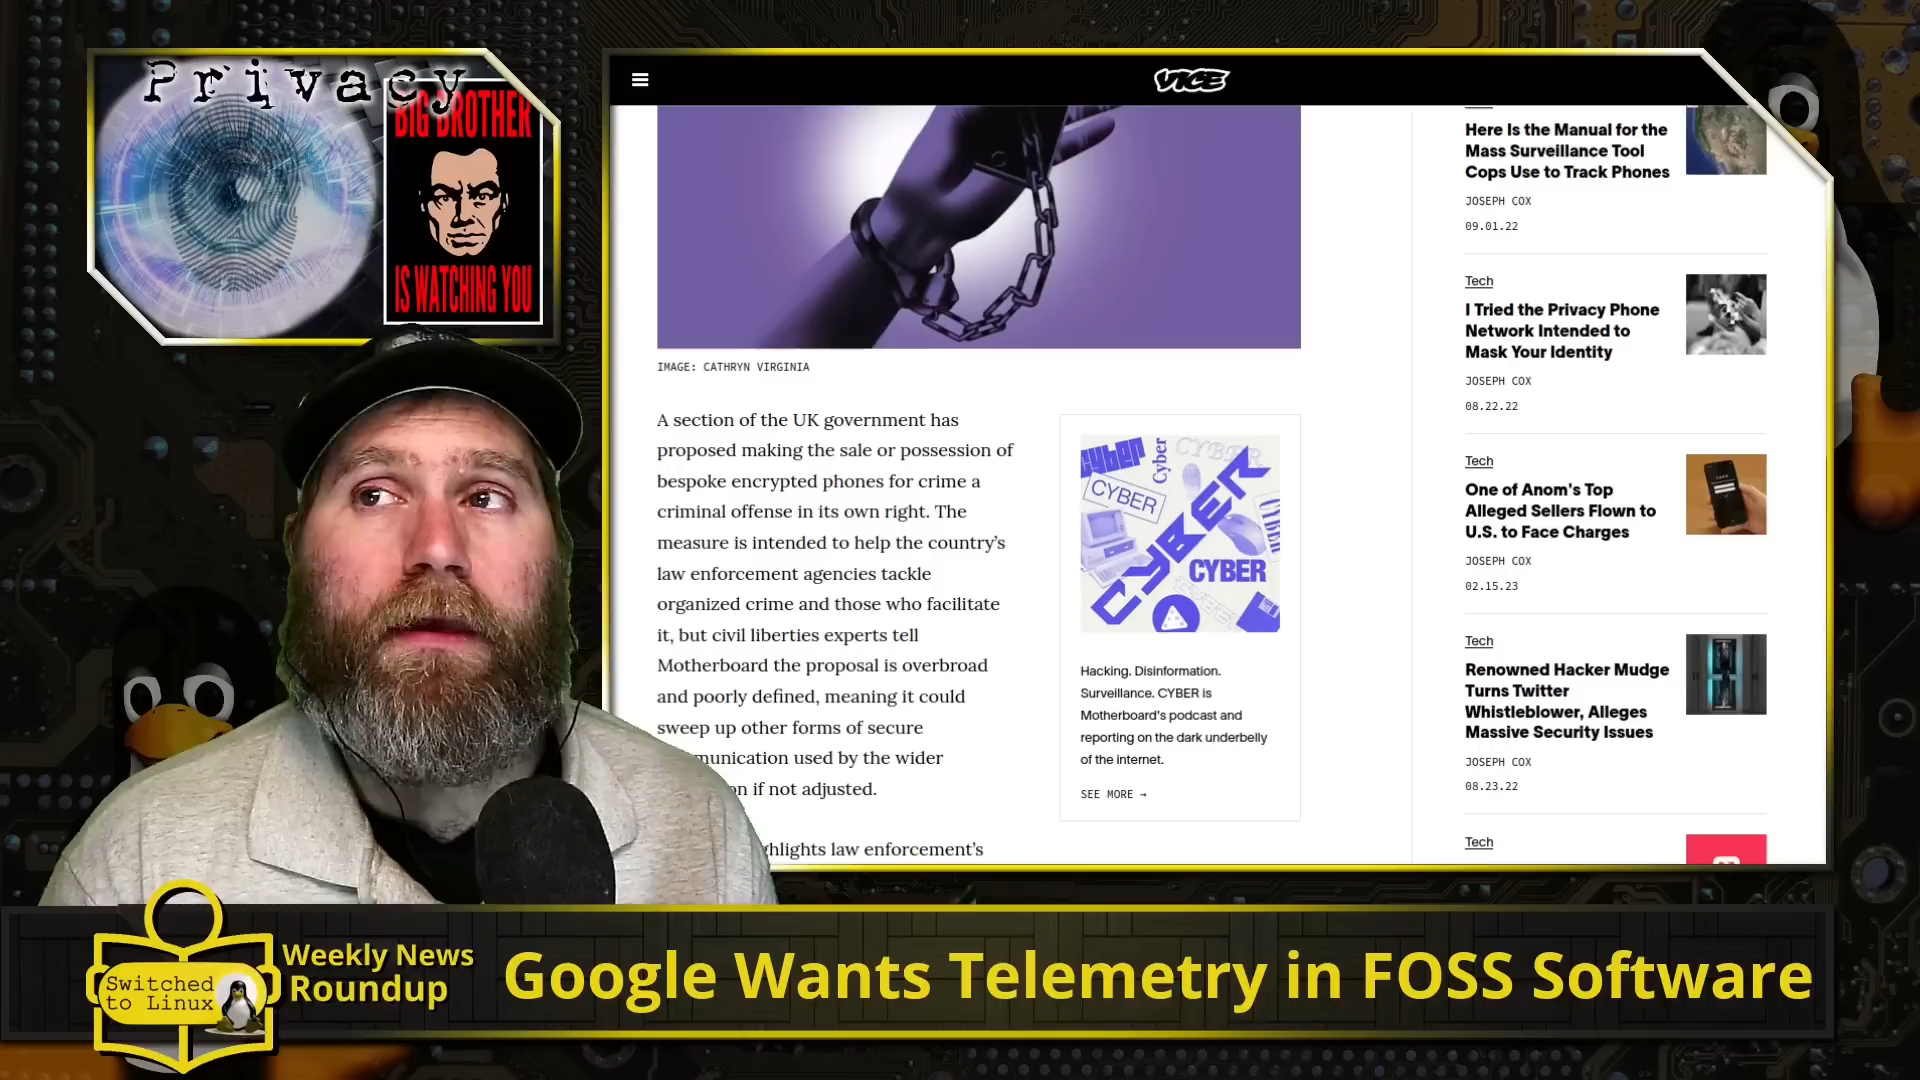 Privacy
BIG BROTHER
IS WATCHING YOU
VICE
IMAGE: CATHRYN VIRGINIA
A section of the UK government has
proposed making the sale or possession of
bespoke encrypted phones for crime a
criminal offense in its own right. The
measure is intended to help the country’s
law enforcement agencies tackle
organized crime and those who facilitate
it, but civil liberties experts tell
Motherboard the proposal is overbroad
and poorly defined, meaning it could
sweep up other forms of secure
munication used by the wider
on if not adjusted.
hlights law enforcement’s
cyber
Cyber
CYBER
CYBER
CYBER
CYBER
Hacking. Disinformation.
Surveillance. CYBER is
Motherboard's podcast and
reporting on the dark underbelly
of the internet.
SEE MORE →
Here Is the Manual for the
Mass Surveillance Tool
Cops Use to Track Phones
JOSEPH COX
09.01.22
Tech
I Tried the Privacy Phone
Network Intended to
Mask Your Identity
JOSEPH COX
08.22.22
Tech
One of Anom's Top
Alleged Sellers Flown to
U.S. to Face Charges
JOSEPH COX
02.15.23
Tech
Renowned Hacker Mudge
Turns Twitter
Whistleblower, Alleges
Massive Security Issues
JOSEPH COX
08.23.22
Tech
Switched
to Linux
Weekly News
Roundup
Google Wants Telemetry in FOSS Software